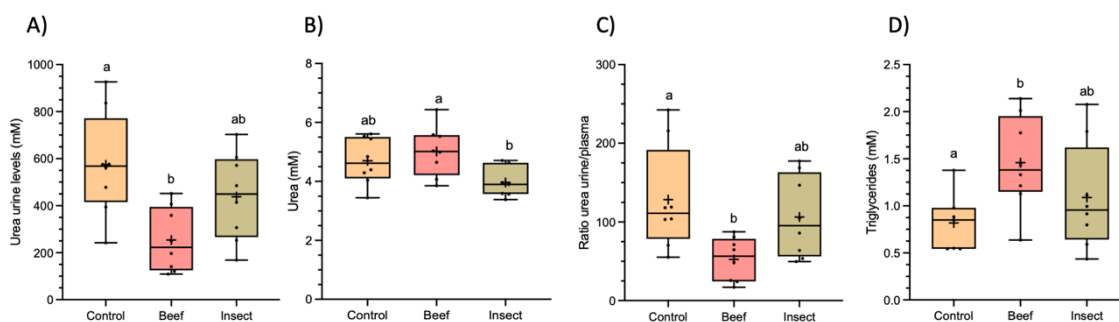 A)
Urea urine levels (mM)
1000
800
600
400
200
0
a
b
ab
Control
Beef
Insect
B)
Urea (mM)
8
6
4
2
0
ab
a
b
Control
Beef
Insect
C)
Ratio urine/plasma
300
200
100
0
a
b
ab
Control
Beef
Insect
D)
Triglycerides (mM)
2.5
2.0
1.5
1.0
0.5
0.0
a
b
ab
Control
Beef
Insect